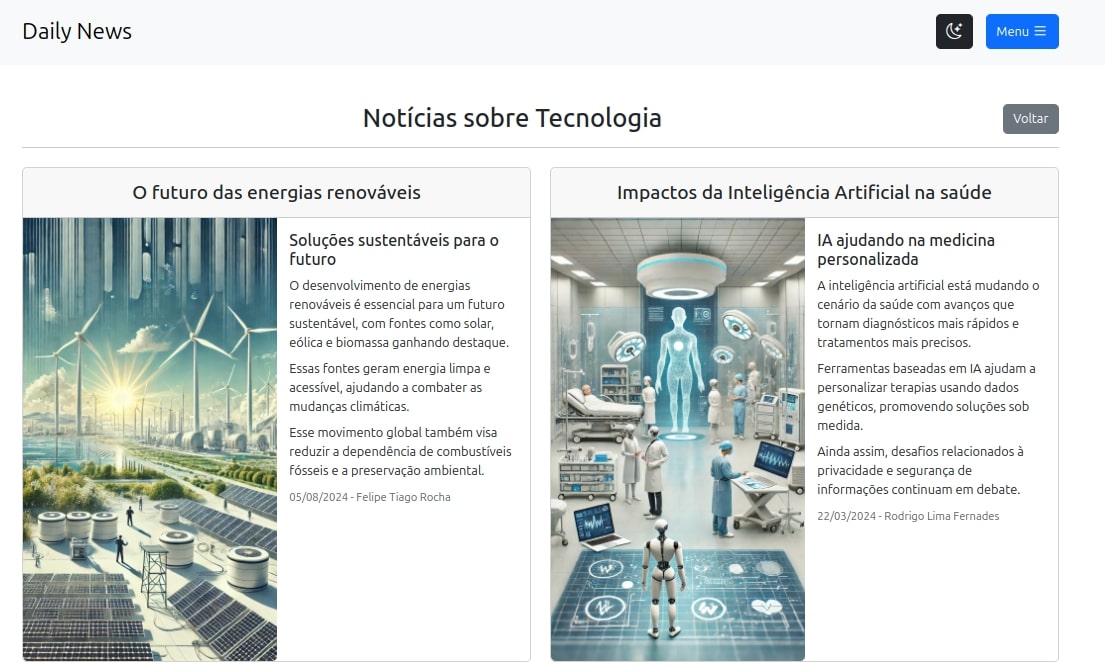 Daily News
Menu
Notícias sobre Tecnologia
Voltar
O futuro das energias renováveis
Soluções sustentáveis para o
futuro
O desenvolvimento de energias
renováveis é essencial para um futuro
sustentável, com fontes como solar,
eólica e biomassa ganhando destaque.
Essas fontes geram energia limpa e
acessível, ajudando a combater as
mudanças climáticas.
Esse movimento global também visa
reduzir a dependência de combustíveis
fósseis e a preservação ambiental.
05/08/2024 - Felipe Tiago Rocha
Impactos da Inteligência Artificial na saúde
IA ajudando na medicina
personalizada
A inteligência artificial está mudando o
cenário da saúde com avanços que
tornam diagnósticos mais rápidos e
tratamentos mais precisos.
Ferramentas baseadas em IA ajudam a
personalizar terapias usando dados
genéticos, promovendo soluções sob
medida.
Ainda assim, desafios relacionados à
privacidade e segurança de
informações continuam em debate.
22/03/2024 - Rodrigo Lima Fernades